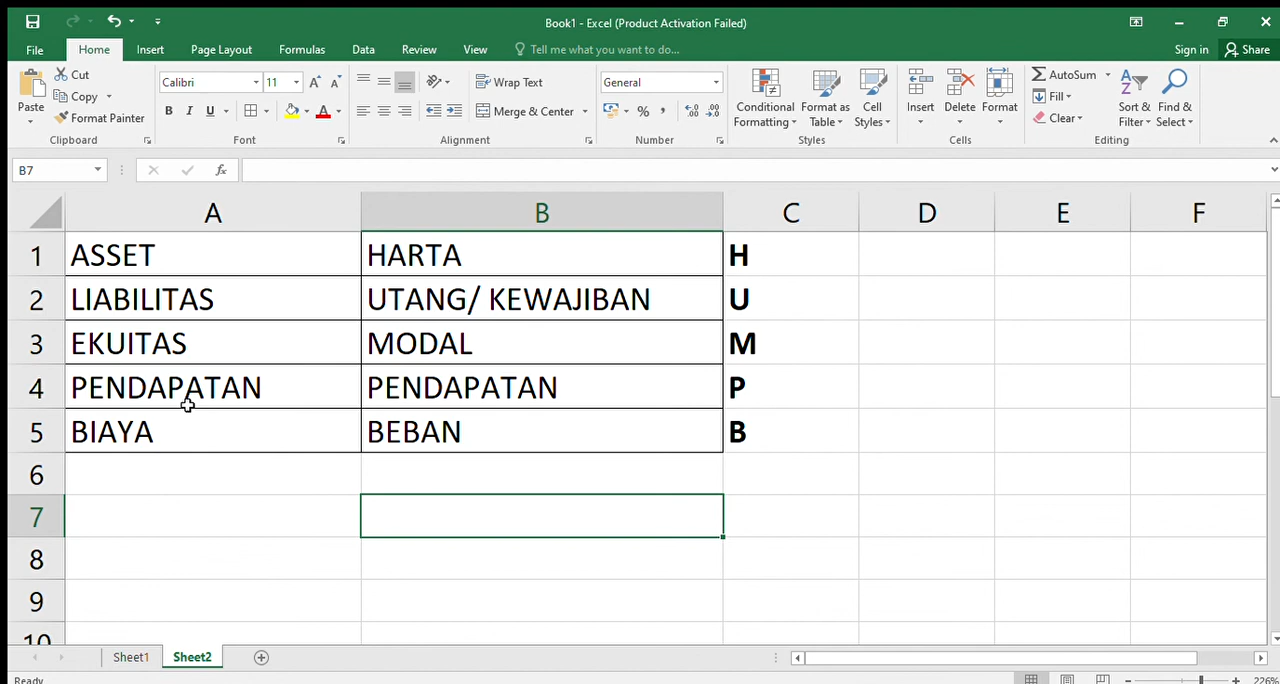 Book1 - Excel (Product Activation Failed)
File Home Insert Page Layout Formulas Data Review View Tell me what you want to do... Sign in Share
Paste Cut Copy Format Painter
Clipboard
Calibri 11
B I U
Font
Wrap Text
Merge & Center
Alignment
General
Number
Conditional Formatting
Format as Table
Cell Styles
Styles
Insert Delete Format
Cells
AutoSum
Fill
Clear
Sort & Filter
Find & Select
Editing
B7 fx
A B C D E F
1 ASSET HARTA H
2 LIABILITAS UTANG/ KEWAJIBAN U
3 EKUITAS MODAL M
4 PENDAPATAN PENDAPATAN P
5 BIAYA BEBAN B
6
7
8
9
10
Sheet1 Sheet2
Ready 226%